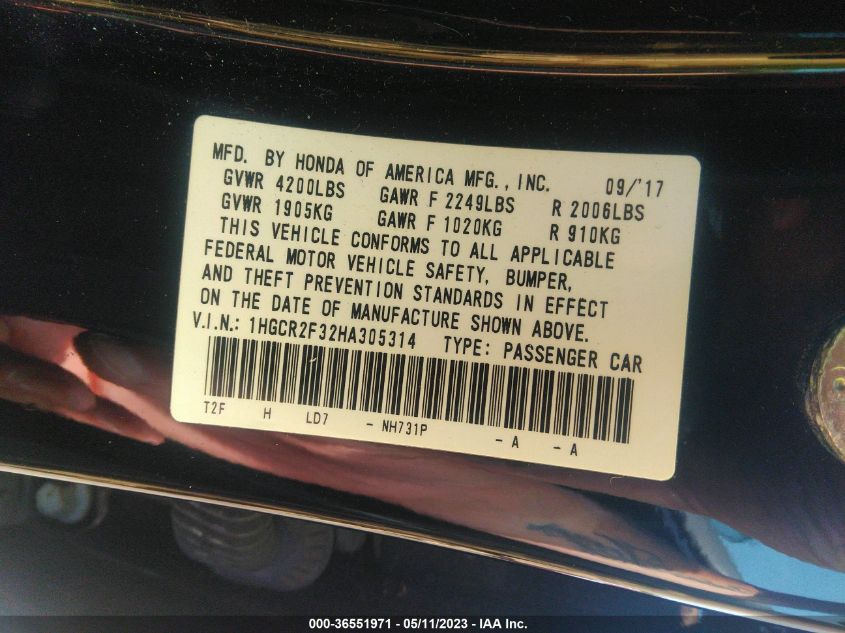 MFD. BY HONDA OF AMERICA MFG., INC. 09/'17
GVWR 4200LBS GAWR F 2249LBS R 2006LBS
GVWR 1905KG GAWR F 1020KG R 910KG
THIS VEHICLE CONFORMS TO ALL APPLICABLE
FEDERAL MOTOR VEHICLE SAFETY, BUMPER,
AND THEFT PREVENTION STANDARDS IN EFFECT
ON THE DATE OF MANUFACTURE SHOWN ABOVE.
V.I.N.: 1HGCR2F32HA305314 TYPE: PASSENGER CAR
T2F H LD7 - NH731P - A - A
000-36551971 - 05/11/2023 - IAA Inc.